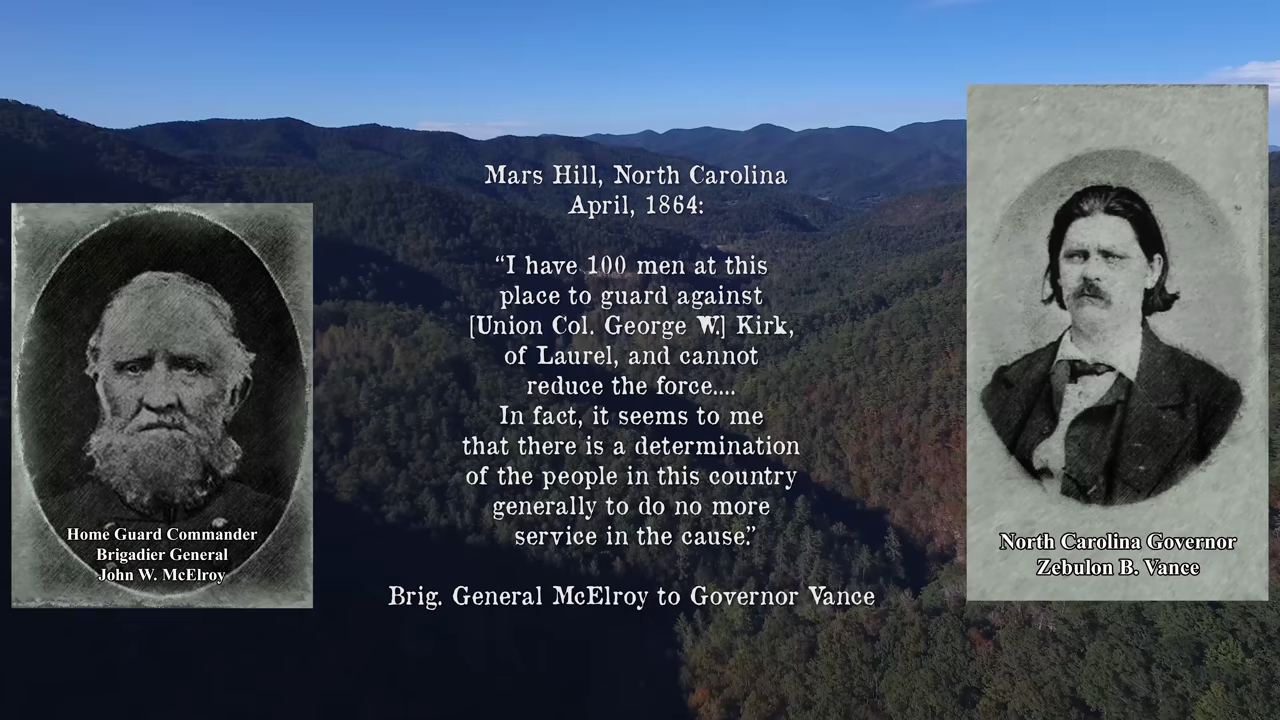 Mars Hill, North Carolina
April, 1864:
“I have 100 men at this
place to guard against
[Union Col. George W.] Kirk,
of Laurel, and cannot
reduce the force....
In fact, it seems to me
that there is a determination
of the people in this country
generally to do no more
service in the cause.”
Brig. General McElroy to Governor Vance
Home Guard Commander
Brigadier General
John W. McElroy
North Carolina Governor
Zebulon B. Vance